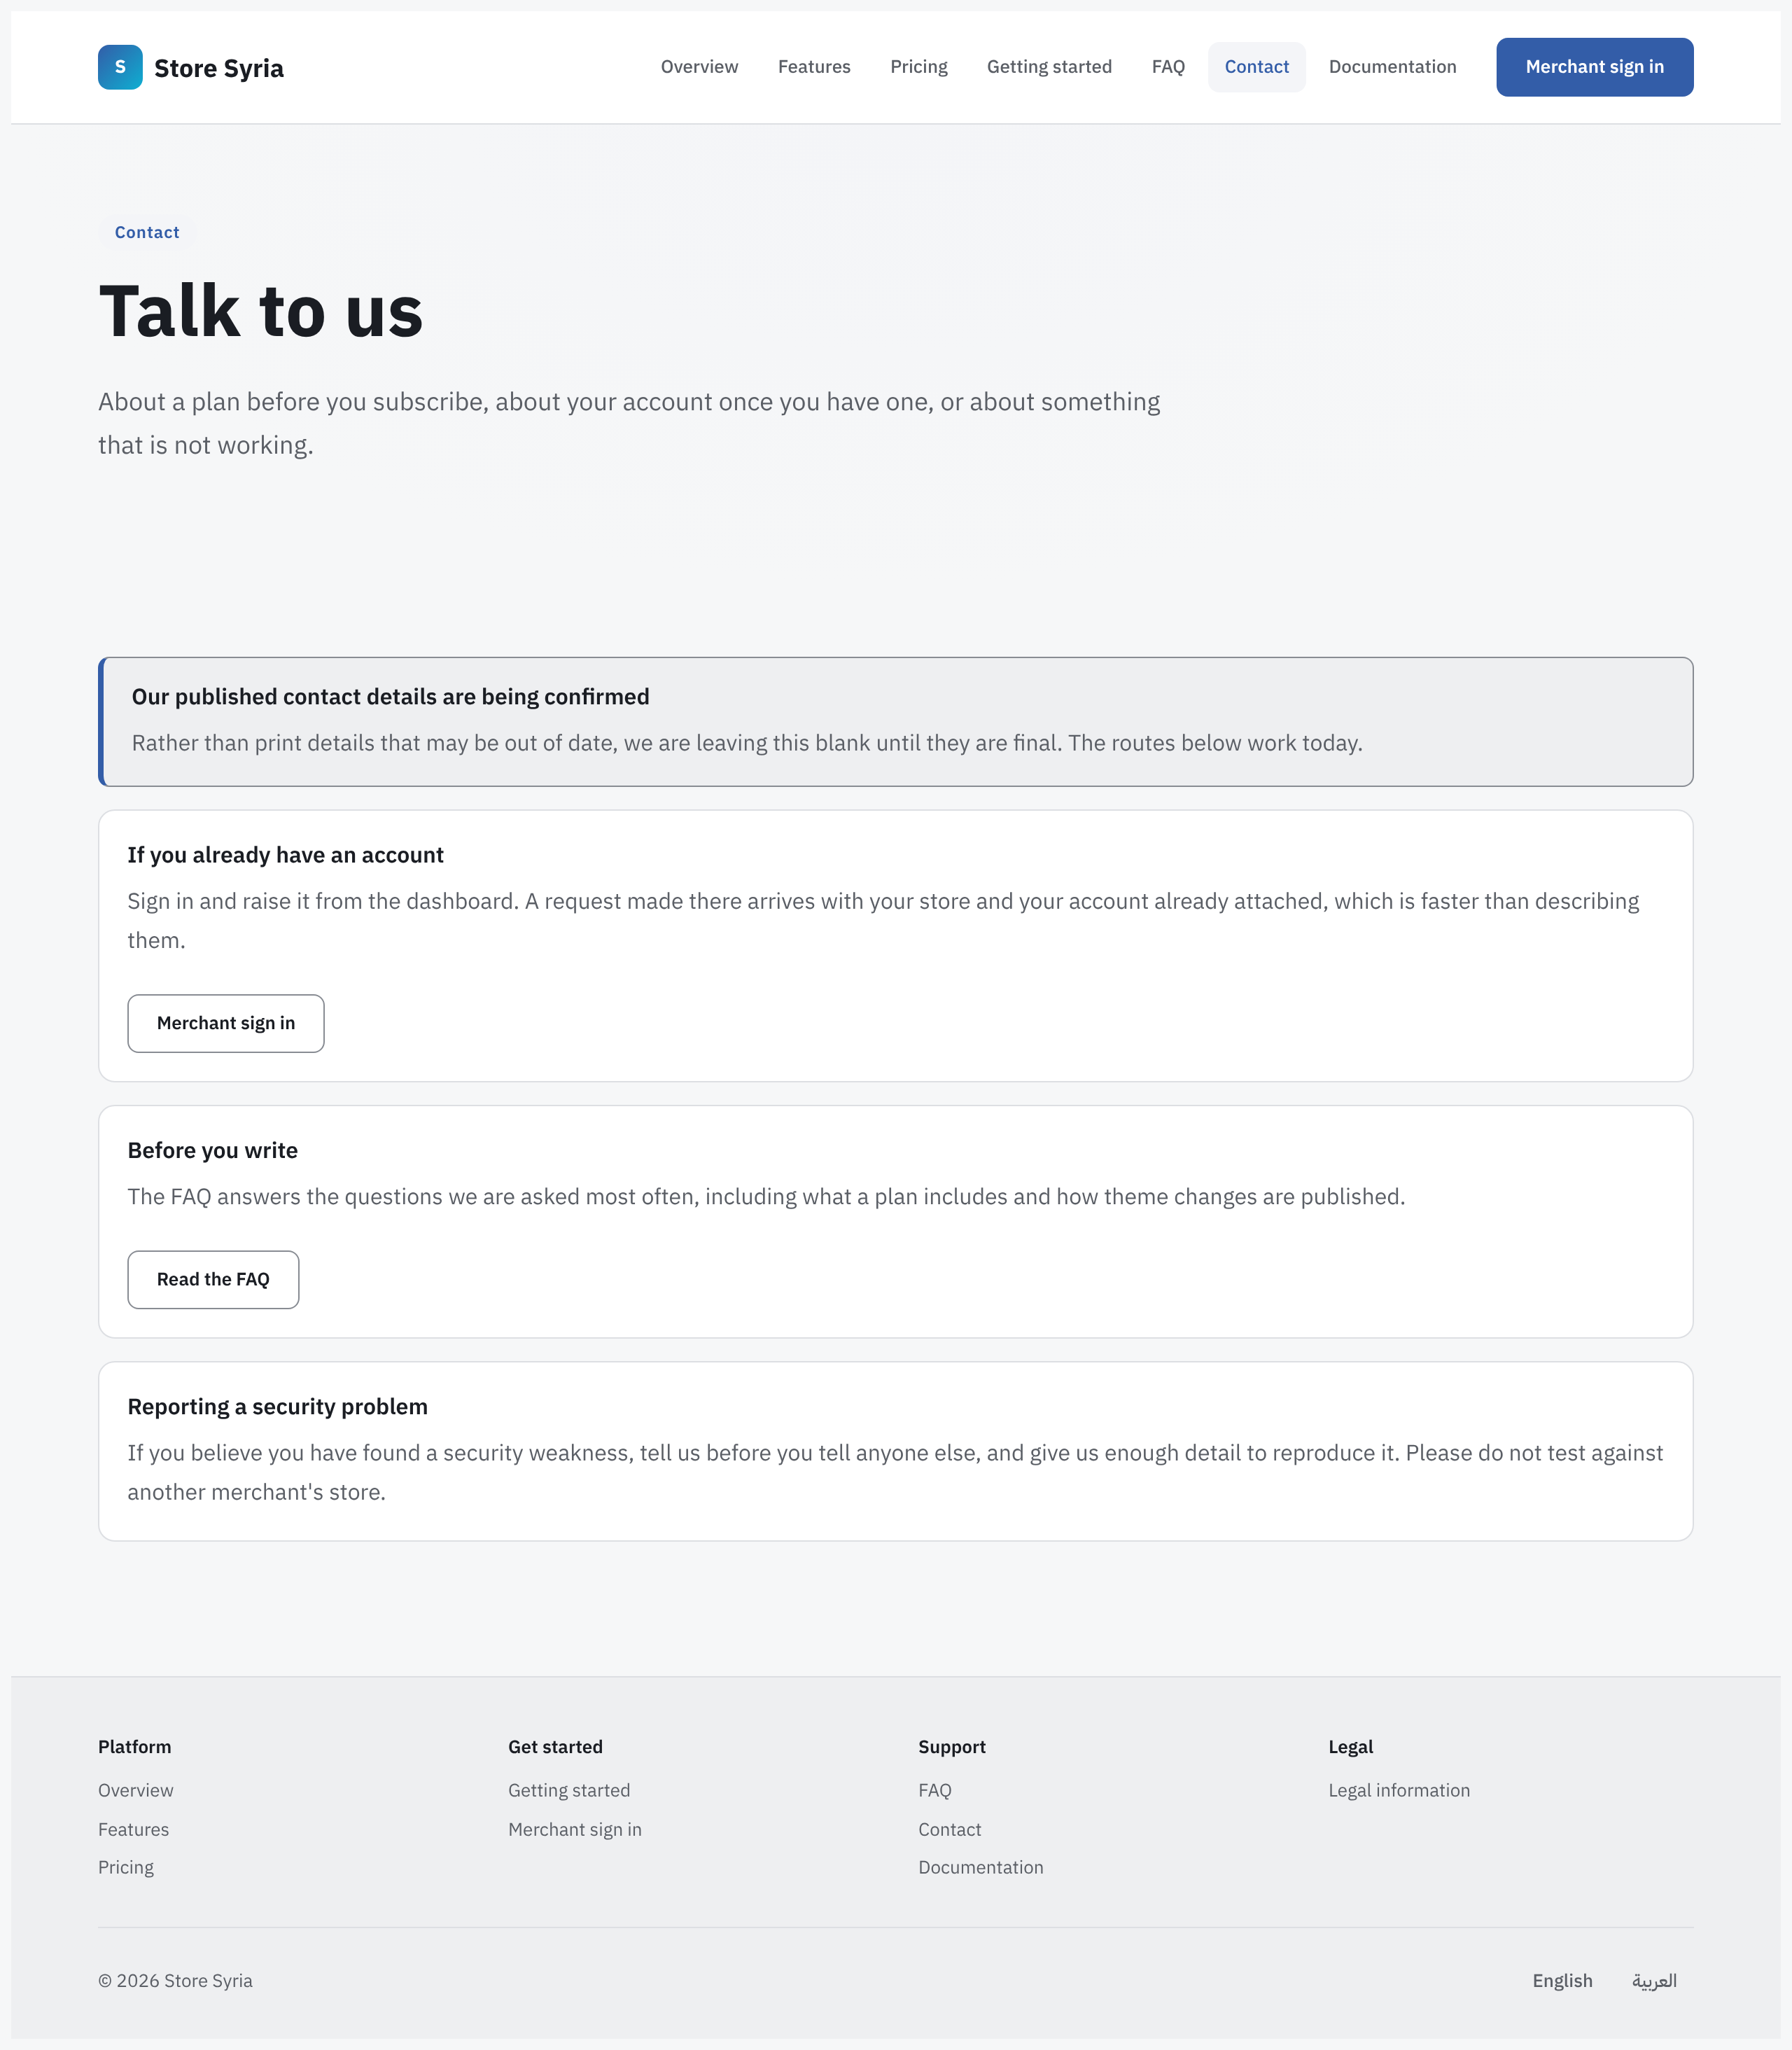 S
Store Syria
Overview
Features
Pricing
Getting started
FAQ
Contact
Documentation
Merchant sign in
Contact
Talk to us
About a plan before you subscribe, about your account once you have one, or about something
that is not working.
Our published contact details are being confirmed
Rather than print details that may be out of date, we are leaving this blank until they are final. The routes below work today.
If you already have an account
Sign in and raise it from the dashboard. A request made there arrives with your store and your account already attached, which is faster than describing
them.
Merchant sign in
Before you write
The FAQ answers the questions we are asked most often, including what a plan includes and how theme changes are published.
Read the FAQ
Reporting a security problem
If you believe you have found a security weakness, tell us before you tell anyone else, and give us enough detail to reproduce it. Please do not test against
another merchant's store.
Platform
Overview
Features
Pricing
Get started
Getting started
Merchant sign in
Support
FAQ
Contact
Documentation
Legal
Legal information
© 2026 Store Syria
English
العربية